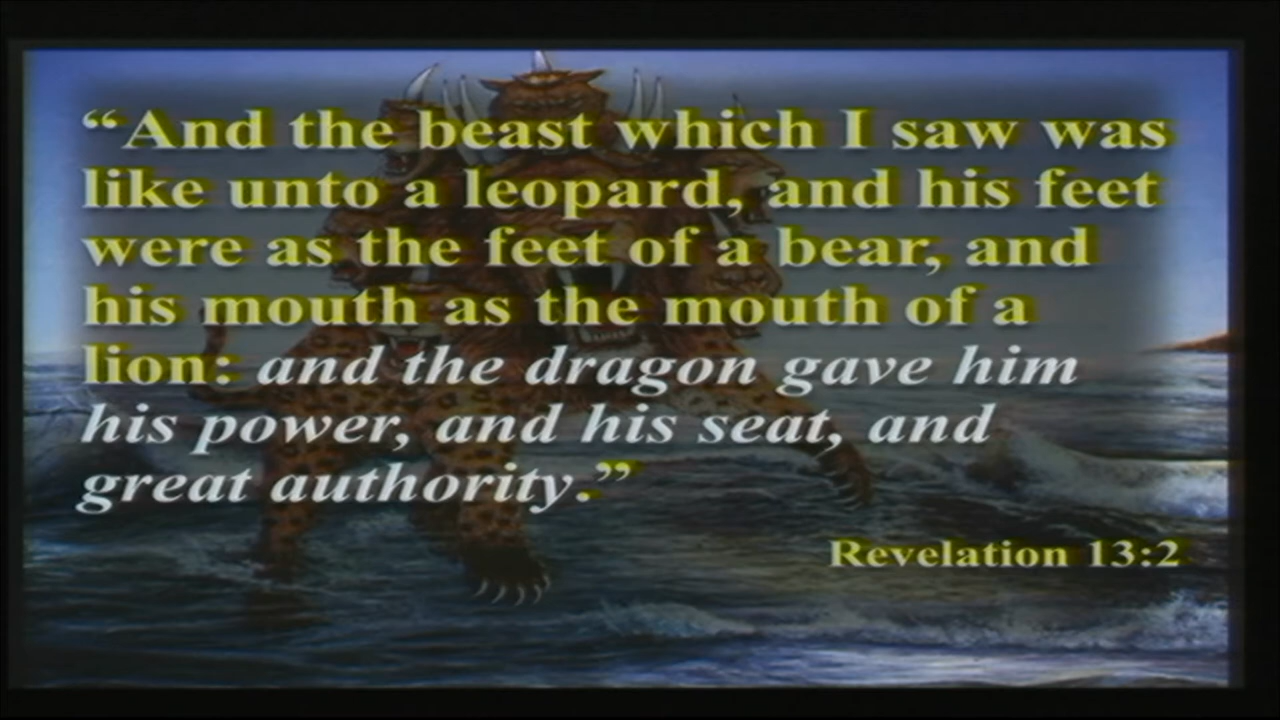 “And the beast which I saw was
like unto a leopard, and his feet
were as the feet of a bear, and
his mouth as the mouth of a
lion: and the dragon gave him
his power, and his seat, and
great authority.”
Revelation 13:2